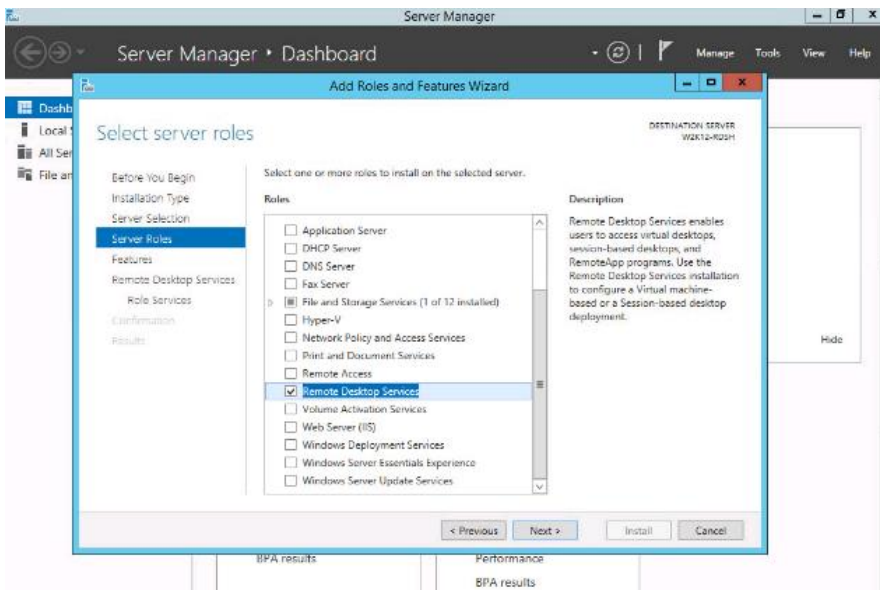 Server Manager
Server Manager • Dashboard
Manage Tools View Help
Add Roles and Features Wizard
Dashb
Local S
All Ser
File an
Select server roles
DESTINATION SERVER
W2K12-RDSH
Before You Begin
Installation Type
Server Selection
Server Roles
Features
Remote Desktop Services
Role Services
Confirmation
Results
Select one or more roles to install on the selected server.
Roles
Application Server
DHCP Server
DNS Server
Fax Server
File and Storage Services (1 of 12 installed)
Hyper-V
Network Policy and Access Services
Print and Document Services
Remote Access
Remote Desktop Services
Volume Activation Services
Web Server (IIS)
Windows Deployment Services
Windows Server Essentials Experience
Windows Server Update Services
Description
Remote Desktop Services enables
users to access virtual desktops,
session-based desktops, and
RemoteApp programs. Use the
Remote Desktop Services installation
to configure a Virtual machine-
based or a Session-based desktop
deployment.
Hide
< Previous
Next >
Install
Cancel
BPA results
Performance
BPA results